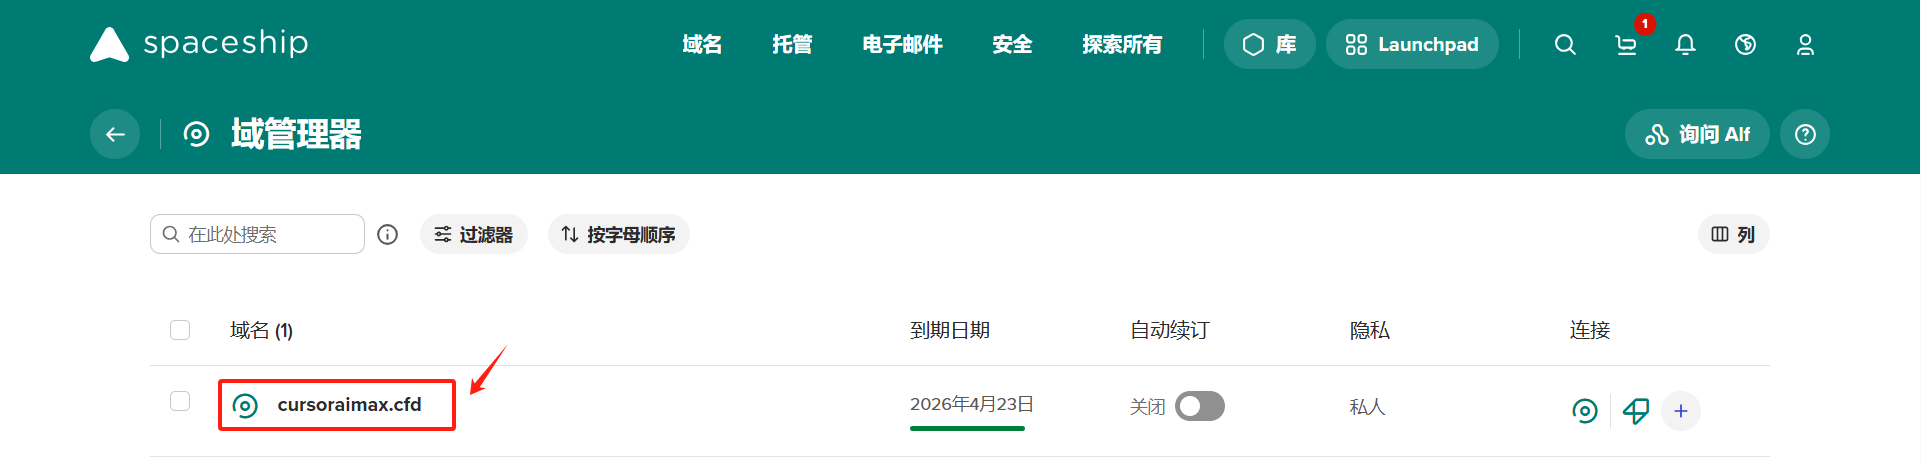 spaceship
域名
托管
电子邮件
安全
探索所有
库
Launchpad
1
域管理器
询问 Alf
在此处搜索
过滤器
按字母顺序
列
域名 (1)
到期日期
自动续订
隐私
连接
cursoraimax.cfd
2026年4月23日
关闭
私人